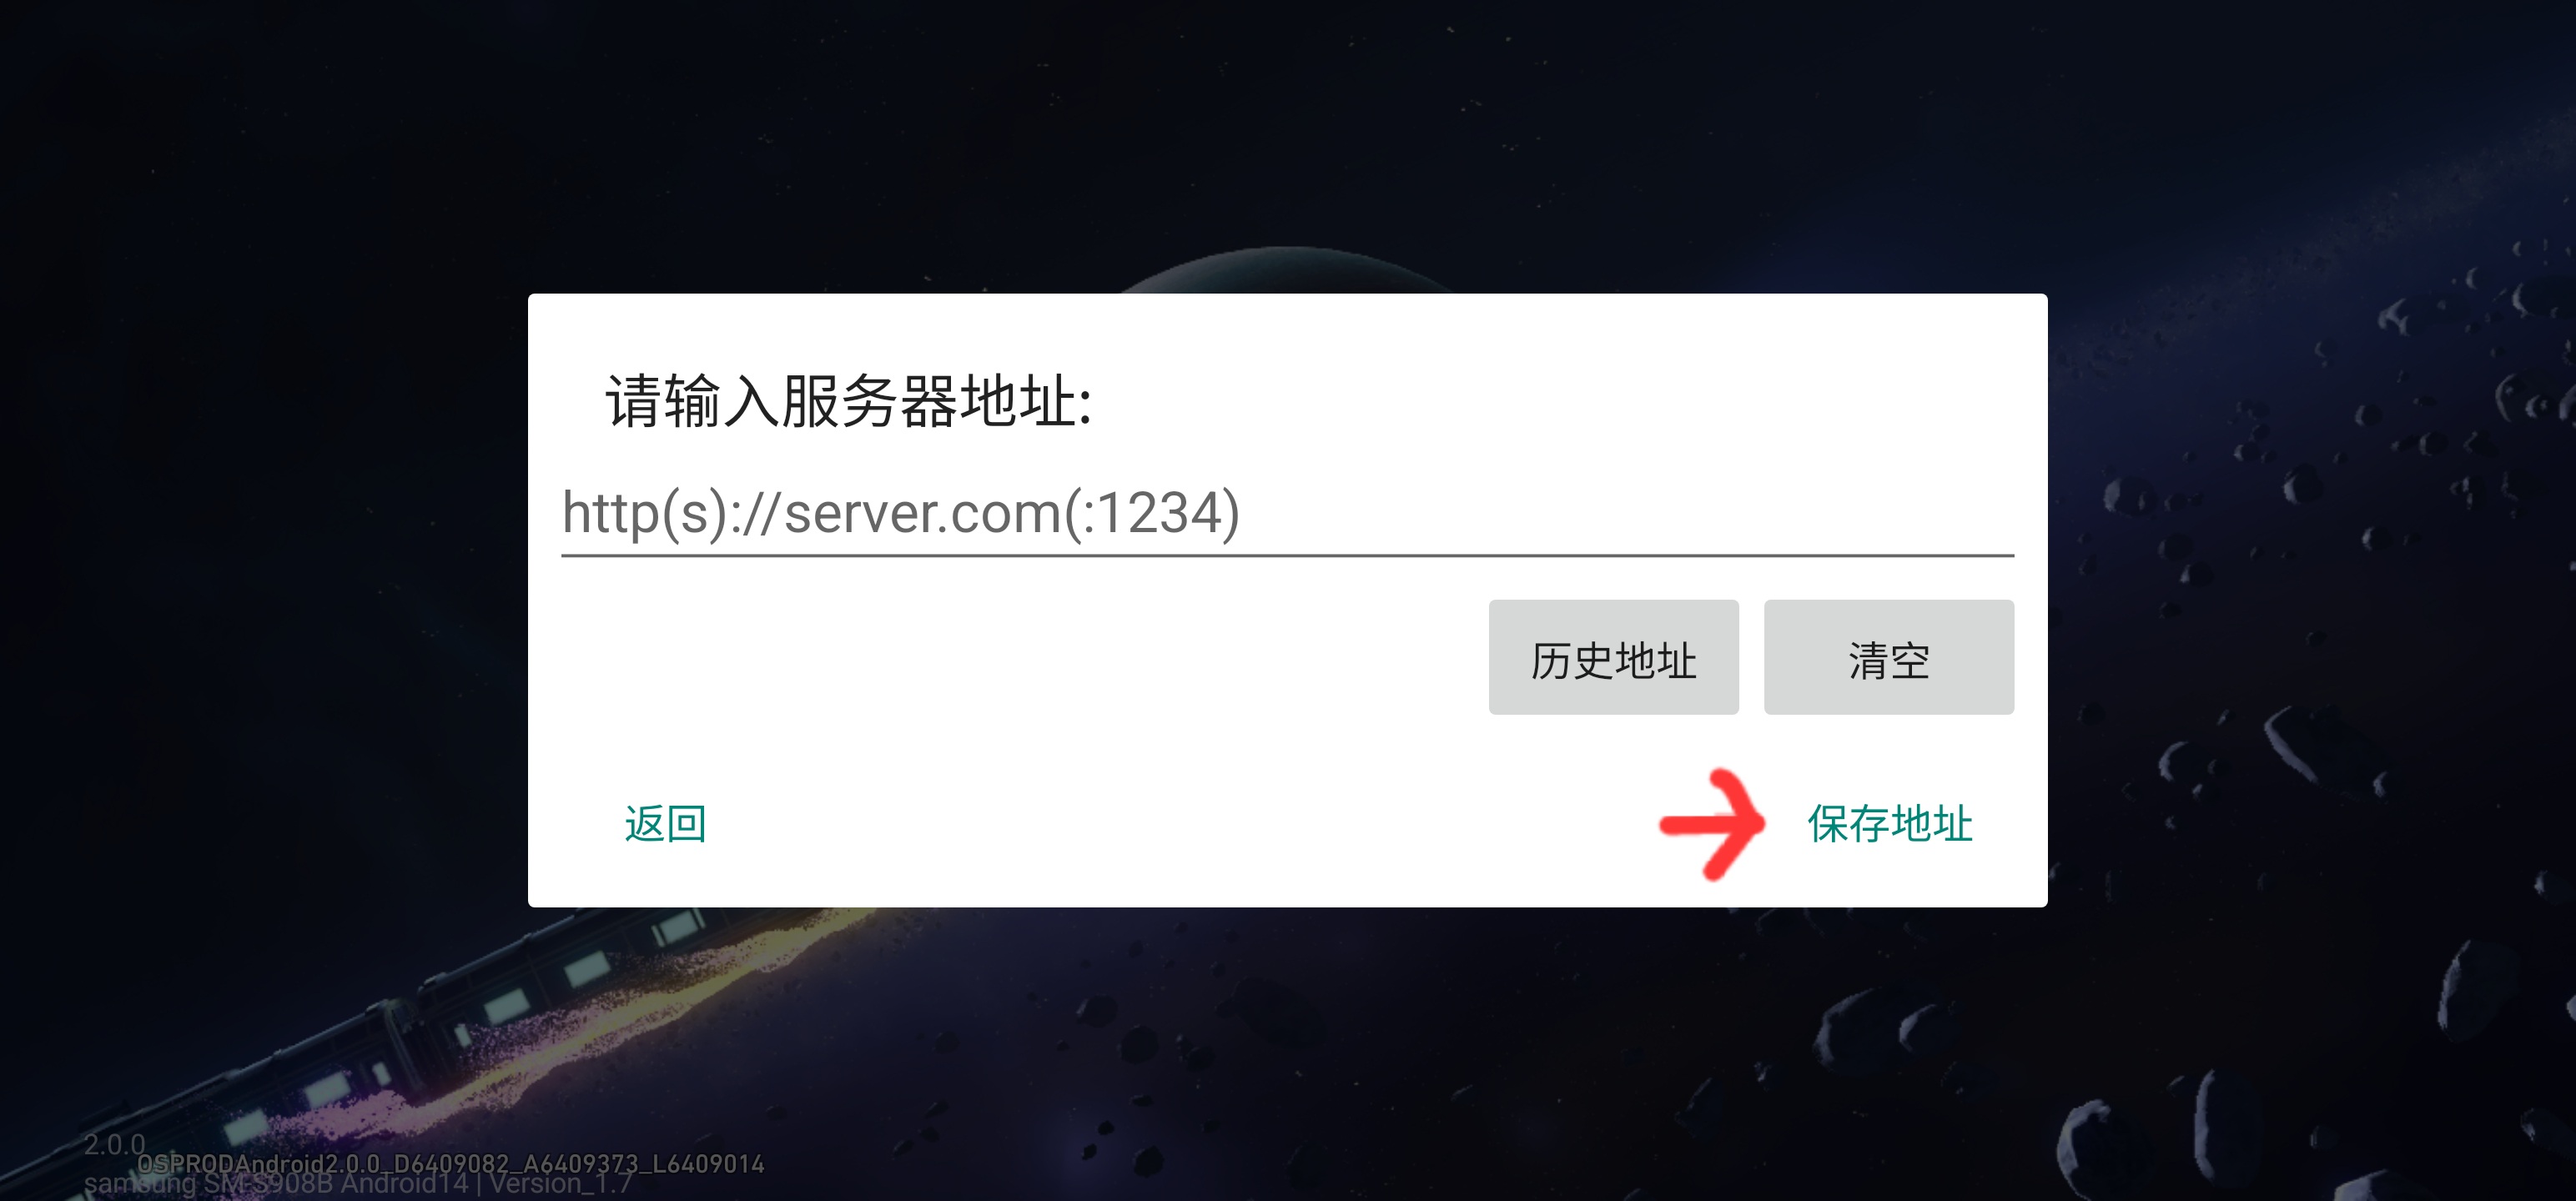 请输入服务器地址:
http(s)://server.com(:1234)
历史地址 清空
返回 保存地址
2.0.0
OSPRODAndroid2.0.0_D6409082_A6409373_L6409014
samsung SM-S908B Android14 | Version_1.7